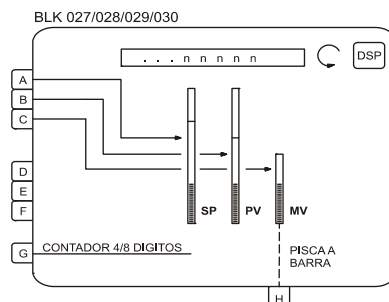 BLK 027/028/029/030
. . . n n n n n
DSP
A
B
C
D
E
F
SP PV MV
G
CONTADOR 4/8 DIGITOS
PISCA A
BARRA
H